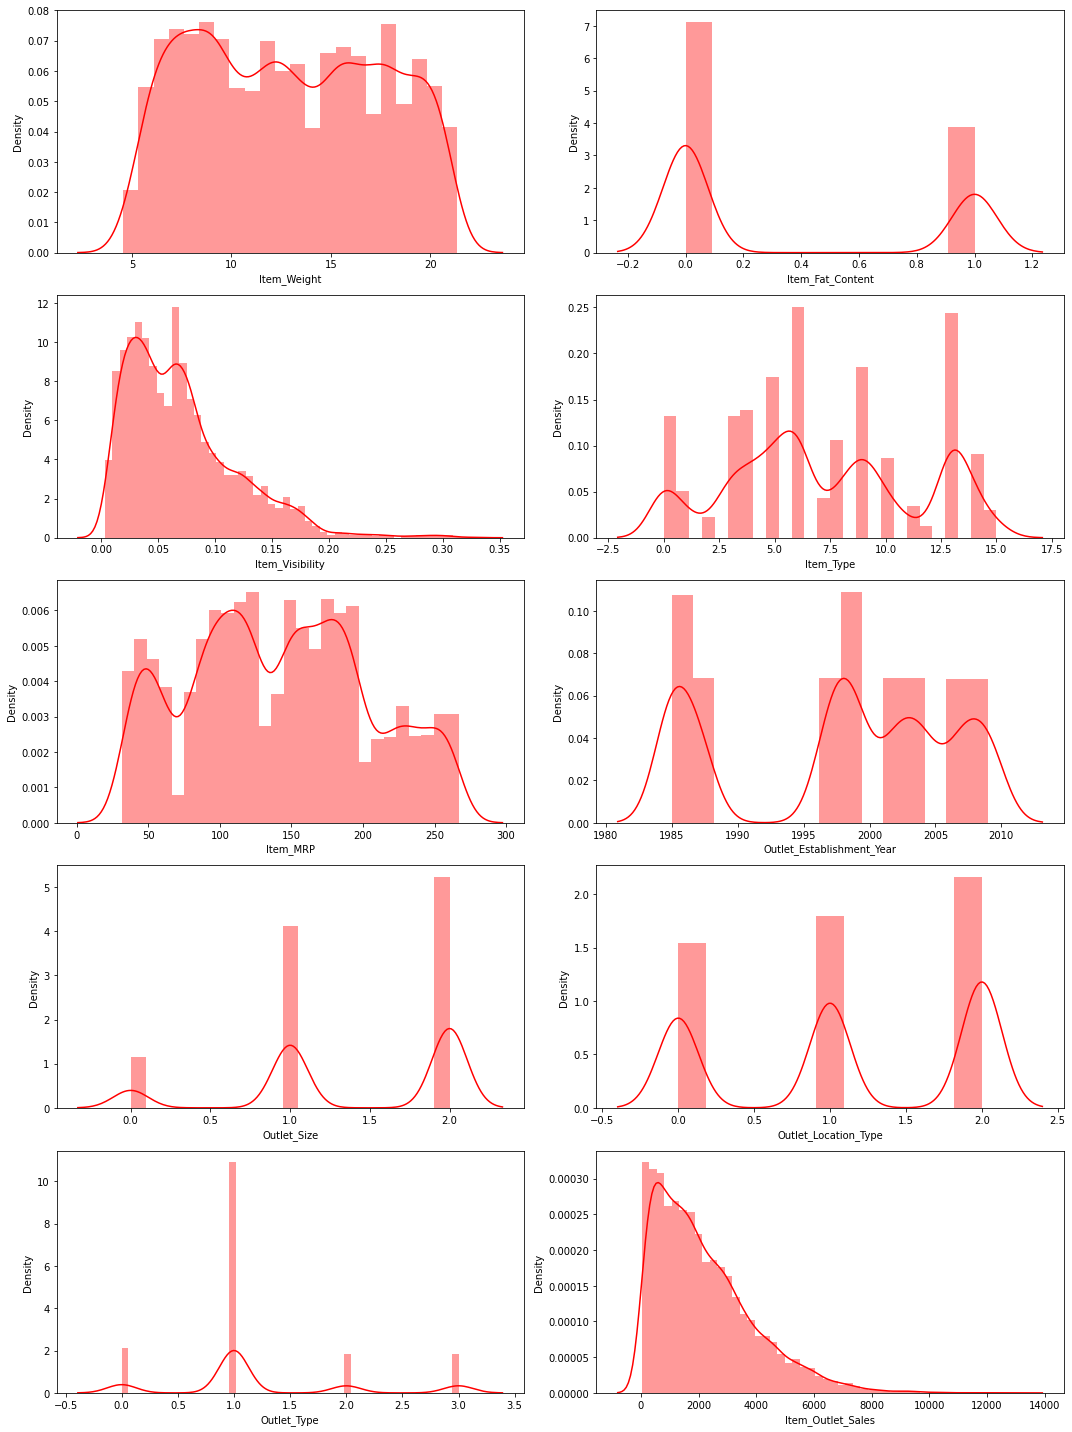 0.08
0.07
0.06
0.05
0.04
0.03
0.02
0.01
0.00
Density
5 10 15 20
Item_Weight
7
6
5
4
3
2
1
0
Density
−0.2 0.0 0.2 0.4 0.6 0.8 1.0 1.2
Item_Fat_Content
12
10
8
6
4
2
0
Density
0.00 0.05 0.10 0.15 0.20 0.25 0.30 0.35
Item_Visibility
0.25
0.20
0.15
0.10
0.05
0.00
Density
−2.5 0.0 2.5 5.0 7.5 10.0 12.5 15.0 17.5
Item_Type
0.006
0.005
0.004
0.003
0.002
0.001
0.000
Density
0 50 100 150 200 250 300
Item_MRP
0.10
0.08
0.06
0.04
0.02
0.00
Density
1980 1985 1990 1995 2000 2005 2010
Outlet_Establishment_Year
5
4
3
2
1
0
Density
0.0 0.5 1.0 1.5 2.0
Outlet_Size
2.0
1.5
1.0
0.5
0.0
Density
−0.5 0.0 0.5 1.0 1.5 2.0 2.5
Outlet_Location_Type
10
8
6
4
2
0
Density
−0.5 0.0 0.5 1.0 1.5 2.0 2.5 3.0 3.5
Outlet_Type
0.00030
0.00025
0.00020
0.00015
0.00010
0.00005
0.00000
Density
0 2000 4000 6000 8000 10000 12000 14000
Item_Outlet_Sales